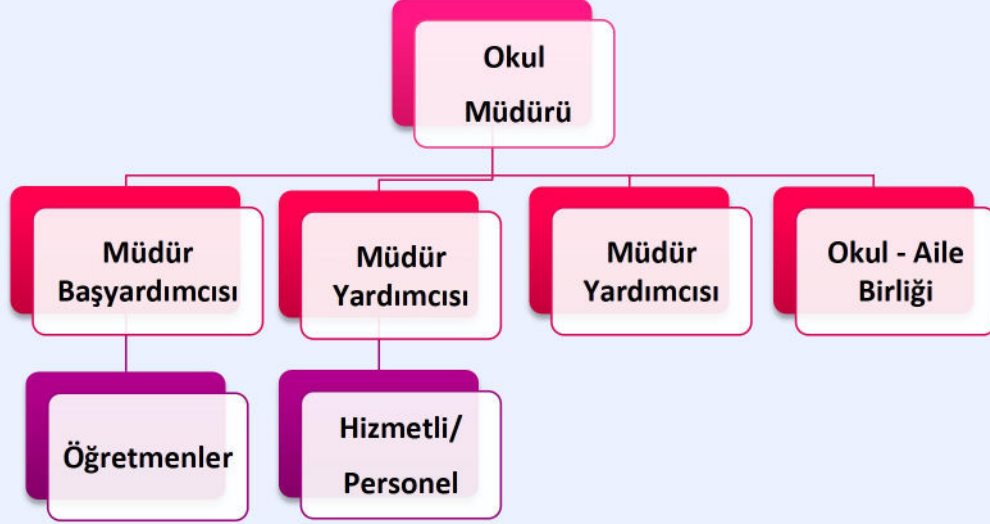 Okul
Müdürü
Müdür
Başyardımcısı
Müdür
Yardımcısı
Müdür
Yardımcısı
Okul - Aile
Birliği
Öğretmenler
Hizmetli/
Personel